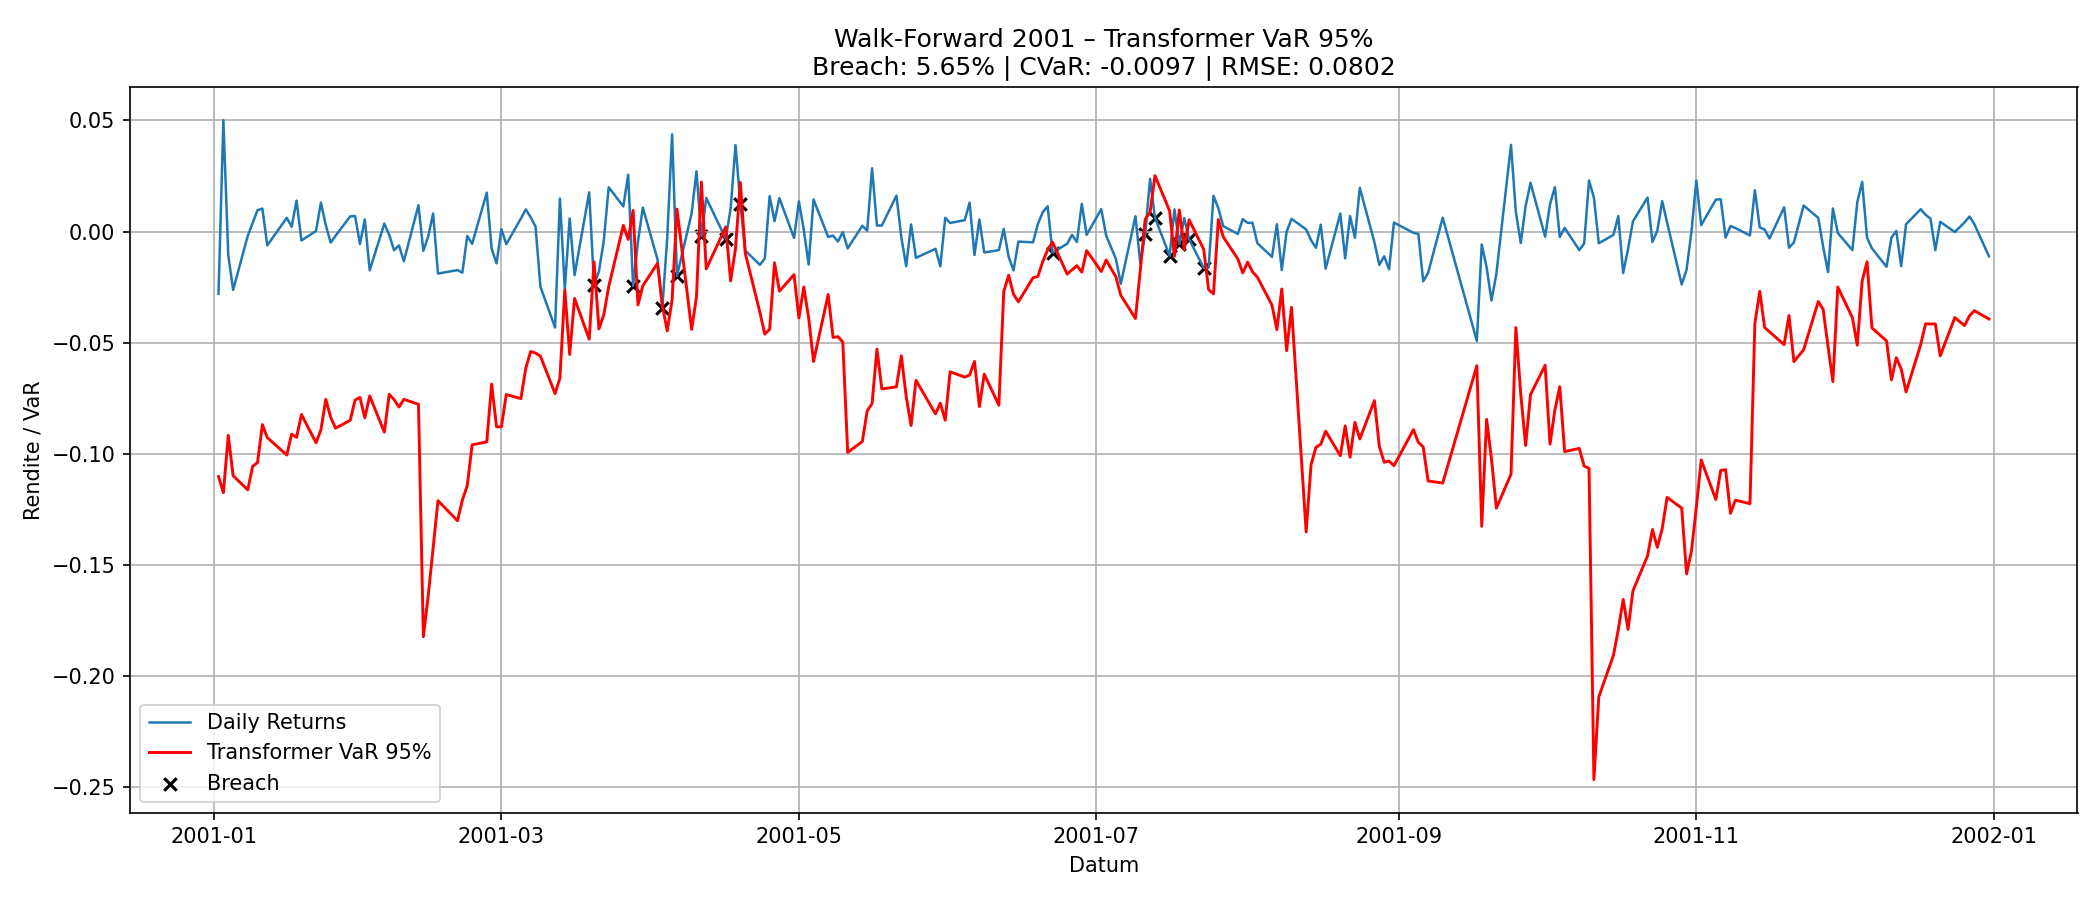 Walk-Forward 2001 – Transformer VaR 95%
Breach: 5.65% | CVaR: -0.0097 | RMSE: 0.0802
Rendite / VaR
0.05
0.00
−0.05
−0.10
−0.15
−0.20
−0.25
Daily Returns
Transformer VaR 95%
Breach
2001-01
2001-03
2001-05
2001-07
2001-09
2001-11
2002-01
Datum